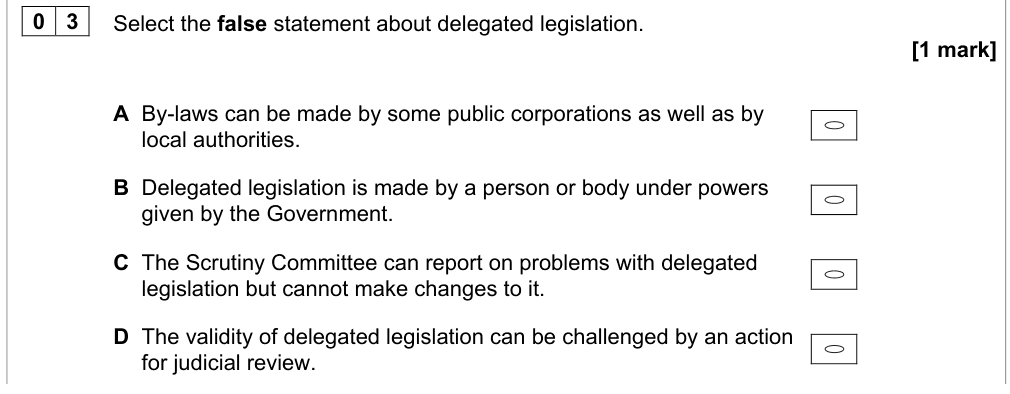 0 3 Select the false statement about delegated legislation.
[1 mark]
A By-laws can be made by some public corporations as well as by
local authorities.
B Delegated legislation is made by a person or body under powers
given by the Government.
C The Scrutiny Committee can report on problems with delegated
legislation but cannot make changes to it.
D The validity of delegated legislation can be challenged by an action
for judicial review.